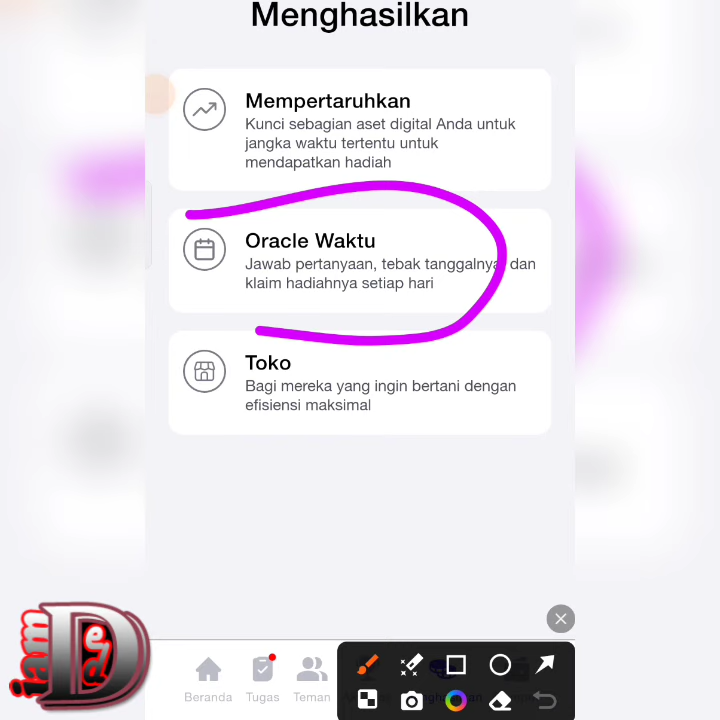 Menghasilkan
Mempertaruhkan
Kunci sebagian aset digital Anda untuk
jangka waktu tertentu untuk
mendapatkan hadiah
Oracle Waktu
Jawab pertanyaan, tebak tanggalnya, dan
klaim hadiahnya setiap hari
Toko
Bagi mereka yang ingin bertani dengan
efisiensi maksimal
Beranda
Tugas
Teman